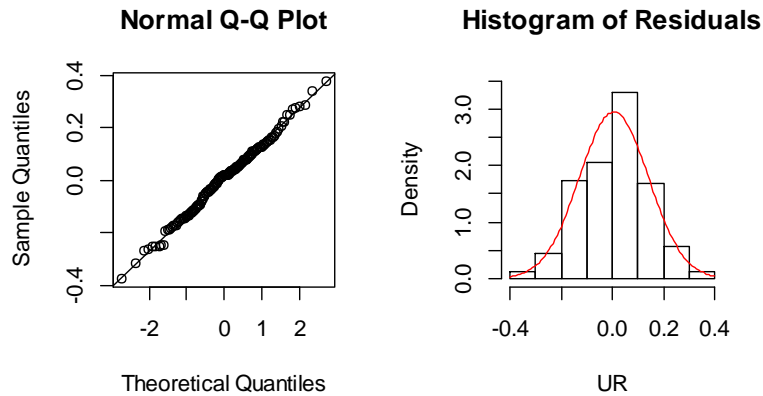 Normal Q-Q Plot
Sample Quantiles
0.4
0.2
0.0
-0.4
-2
0
1
2
Theoretical Quantiles
Histogram of Residuals
Density
3.0
2.0
1.0
0.0
-0.4
0.0
0.2
0.4
UR